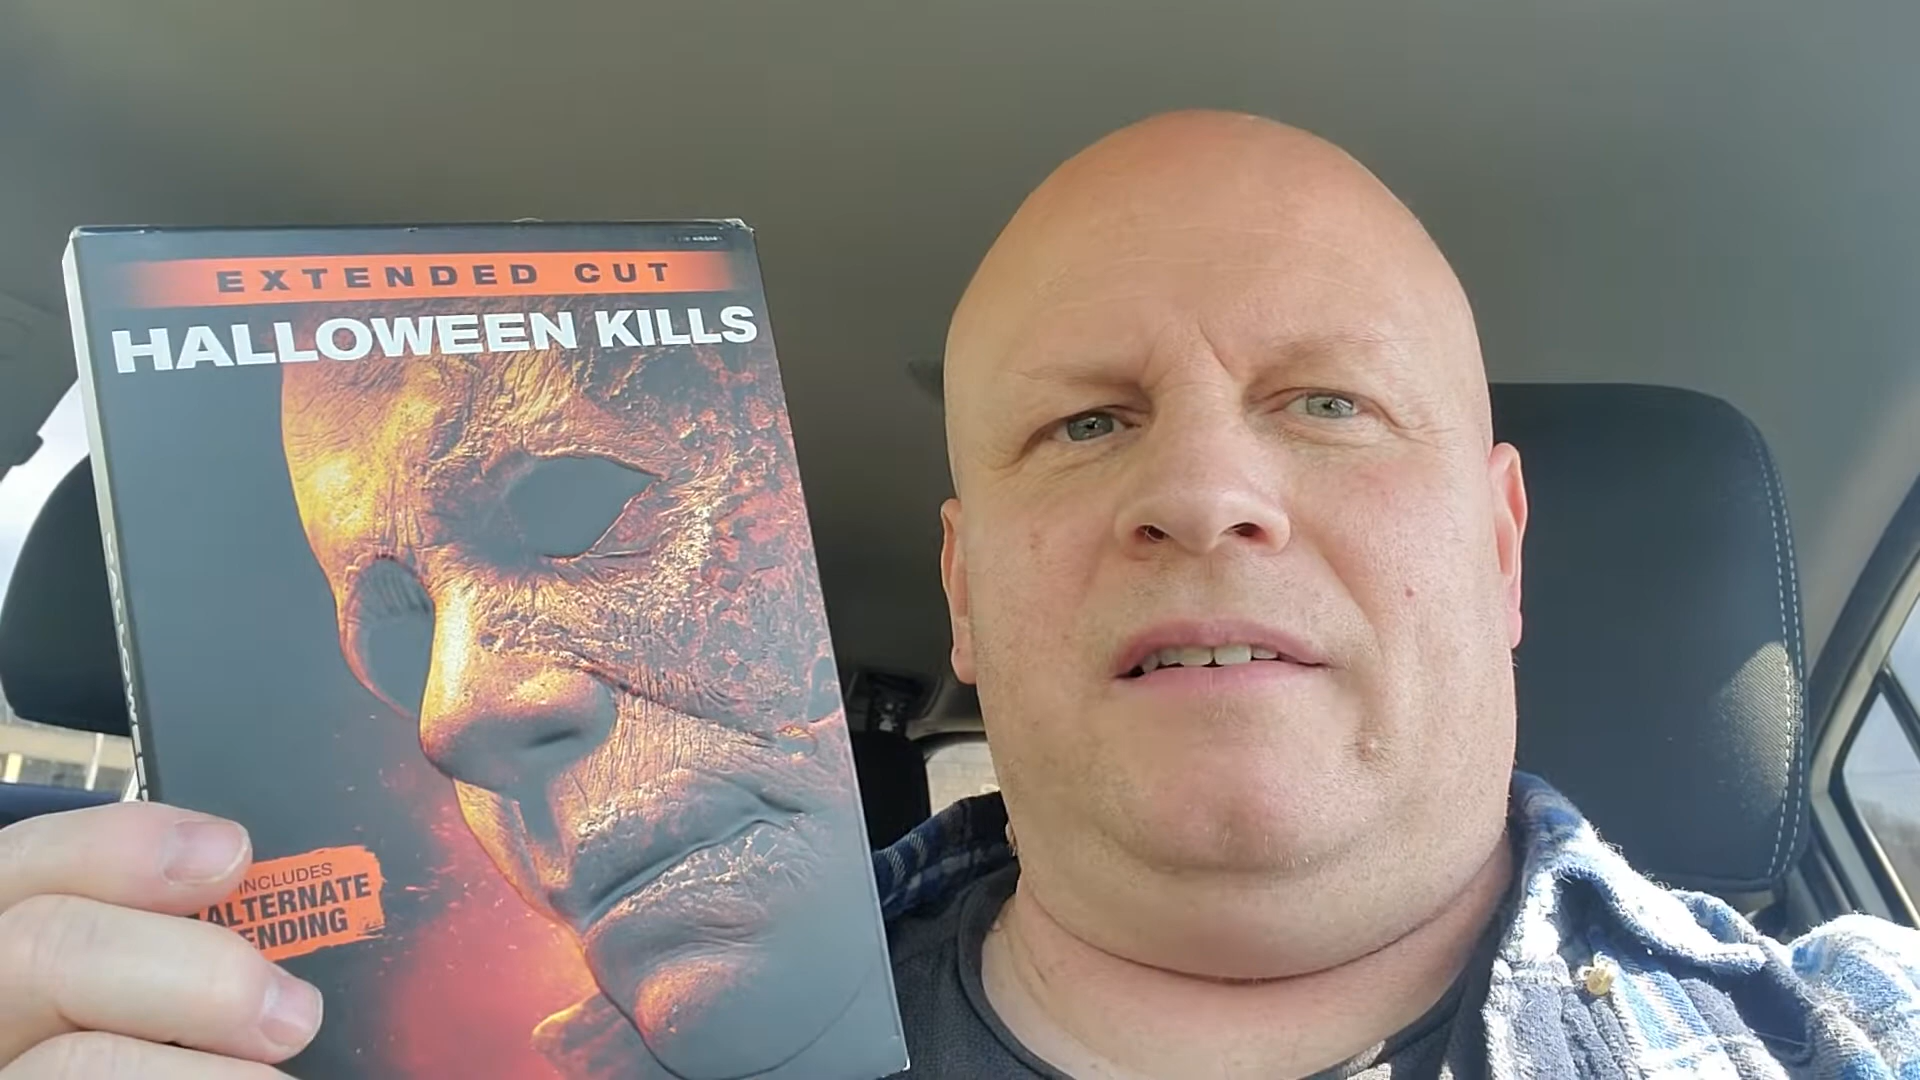 EXTENDED CUT
HALLOWEEN KILLS
INCLUDES
ALTERNATE
ENDING